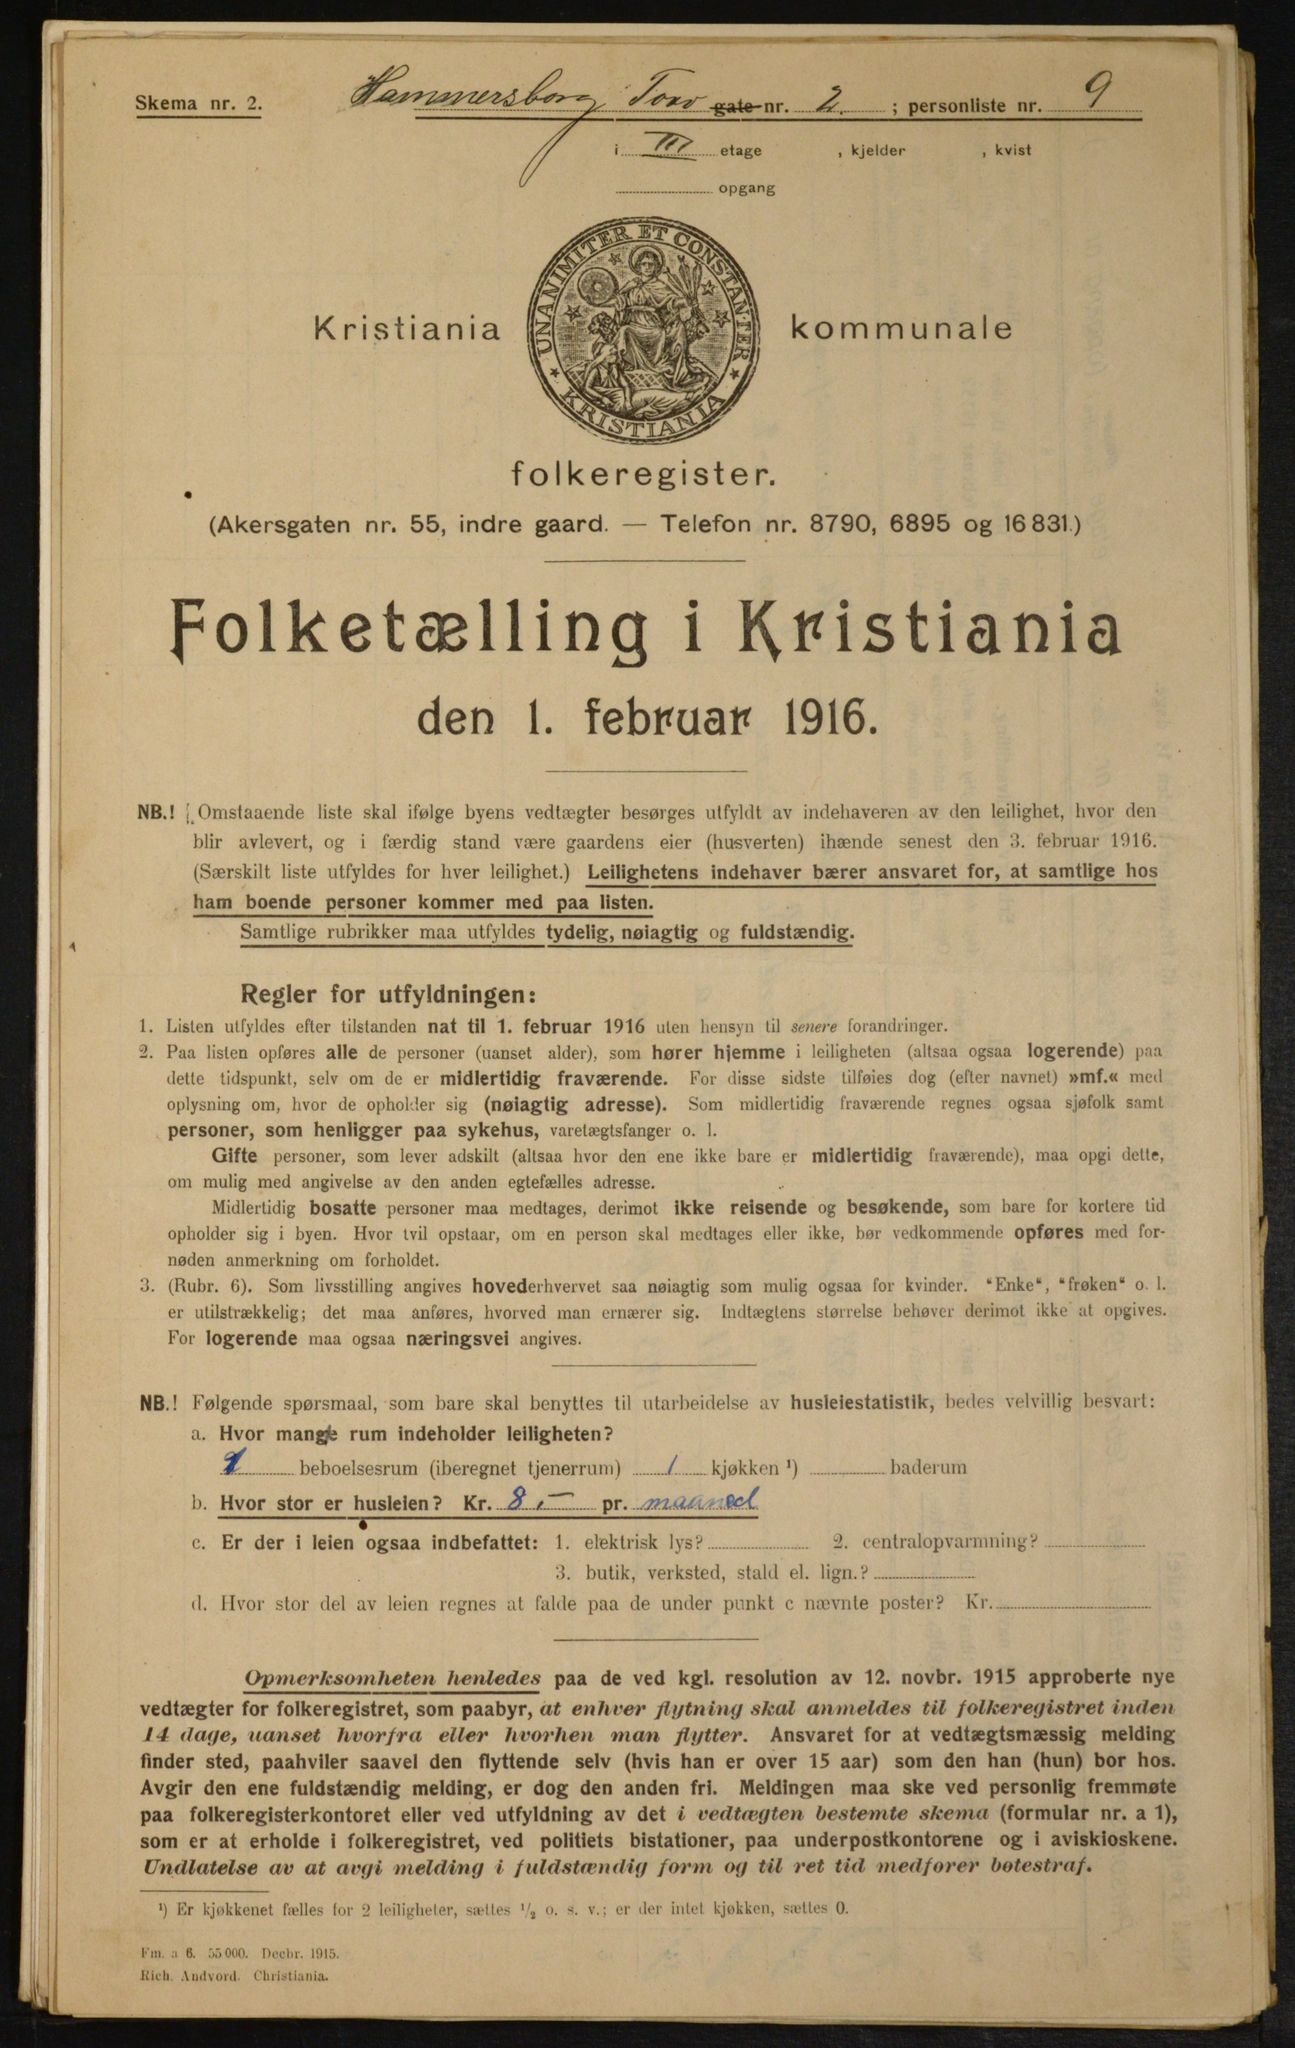 Skema nr. 2. Hammersborg Torv gate nr. 2. ; personliste nr. 9
i III etage , kjelder , kvist
opgang
UNANIMITER ET CONSTANTER
KRISTIANIA
Kristiania kommunale
folkeregister.
(Akersgaten nr. 55, indre gaard. — Telefon nr. 8790, 6895 og 16831.)
Folketælling i Kristiania
den 1. februar 1916.
NB.! Omstaaende liste skal ifølge byens vedtægter besørges utfyldt av indehaveren av den leilighet, hvor den
blir avlevert, og i færdig stand være gaardens eier (husverten) ihænde senest den 3. februar 1916.
(Særskilt liste utfyldes for hver leilighet.) Leilighetens indehaver bærer ansvaret for, at samtlige hos
ham boende personer kommer med paa listen.
Samtlige rubrikker maa utfyldes tydelig, nøiagtig og fuldstændig.
Regler for utfyldningen:
1. Listen utfyldes efter tilstanden nat til 1. februar 1916 uten hensyn til senere forandringer.
2. Paa listen opføres alle de personer (uanset alder), som hører hjemme i leiligheten (altsaa ogsaa logerende) paa
dette tidspunkt, selv om de er midlertidig fraværende. For disse sidste tilføies dog (efter navnet) »mf.« med
oplysning om, hvor de opholder sig (nøiagtig adresse). Som midlertidig fraværende regnes ogsaa sjøfolk samt
personer, som henligger paa sykehus, varetægtsfanger o. l.
Gifte personer, som lever adskilt (altsaa hvor den ene ikke bare er midlertidig fraværende), maa opgi dette,
om mulig med angivelse av den anden egtefælles adresse.
Midlertidig bosatte personer maa medtages, derimot ikke reisende og besøkende, som bare for kortere tid
opholder sig i byen. Hvor tvil opstaar, om en person skal medtages eller ikke, bør vedkommende opføres med for-
nøden anmerkning om forholdet.
3. (Rubr. 6). Som livsstilling angives hovederhvervet saa nøiagtig som mulig ogsaa for kvinder. "Enke", "frøken" o. l.
er utilstrækkelig; det maa anføres, hvorved man ernærer sig. Indtægtens størrelse behøver derimot ikke at opgives.
For logerende maa ogsaa næringsvei angives.
NB.! Følgende spørsmaal, som bare skal benyttes til utarbeidelse av husleiestatistik, bedes velvillig besvart:
a. Hvor mange rum indeholder leiligheten?
1 beboelsesrum (iberegnet tjenerrum) 1 kjøkken ¹) baderum
b. Hvor stor er husleien? Kr. 8.- pr. maaned
c. Er der i leien ogsaa indbefattet: 1. elektrisk lys? 2. centralopvarmning?
3. butik, verksted, stald el. lign.?
d. Hvor stor del av leien regnes at falde paa de under punkt c nævnte poster? Kr.
Opmerksomheten henledes paa de ved kgl. resolution av 12. novbr. 1915 approberte nye
vedtægter for folkeregistret, som paabyr, at enhver flytning skal anmeldes til folkeregistret inden
14 dage, uanset hvorfra eller hvorhen man flytter. Ansvaret for at vedtægtsmæssig melding
finder sted, paahviler saavel den flyttende selv (hvis han er over 15 aar) som den han (hun) bor hos.
Avgir den ene fuldstændig melding, er dog den anden fri. Meldingen maa ske ved personlig fremmøte
paa folkeregisterkontoret eller ved utfyldning av det i vedtægten bestemte skema (formular nr. a 1),
som er at erholde i folkeregistret, ved politiets bistationer, paa underpostkontorene og i aviskioskene.
Undlatelse av at avgi melding i fuldstændig form og til ret tid medfører bøtestraf.
¹) Er kjøkkenet fælles for 2 leiligheter, sættes ½ o. s. v.; er der intet kjøkken, sættes 0.
Fm. a 6. 55000. Decbr. 1915.
Rich. Andvord. Christiania.